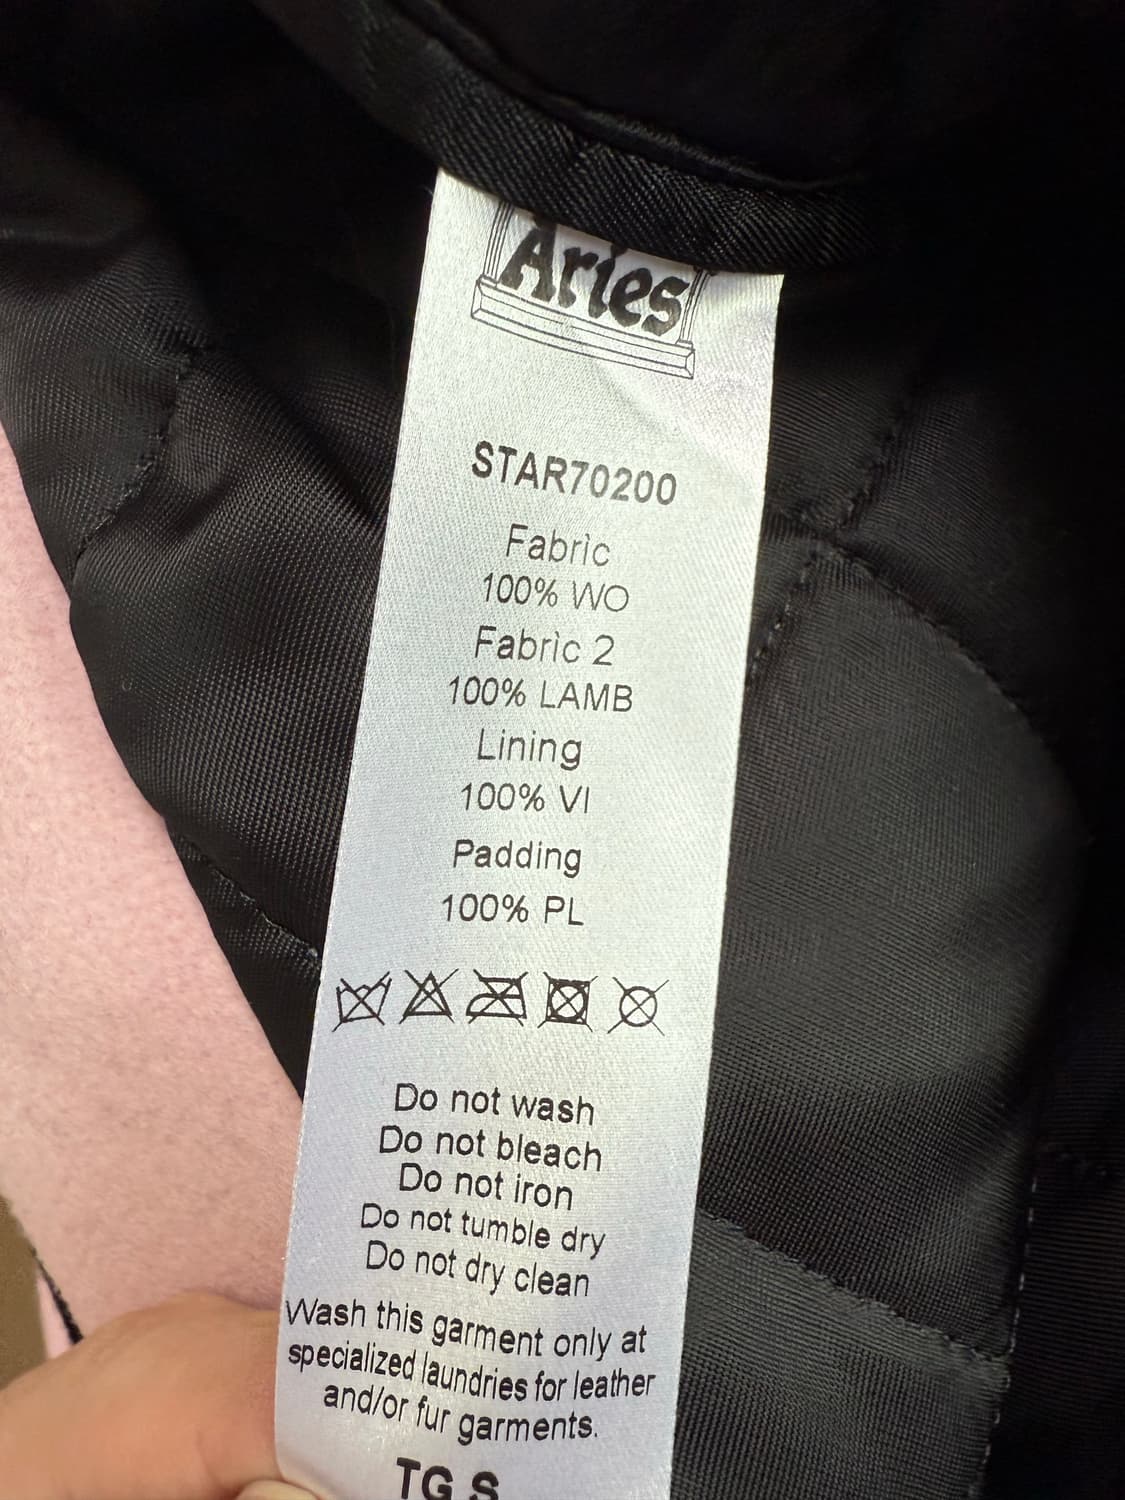 Aries
STAR70200
Fabric
100% WO
Fabric 2
100% LAMB
Lining
100% VI
Padding
100% PL
Do not wash
Do not bleach
Do not iron
Do not tumble dry
Do not dry clean
Wash this garment only at
specialized laundries for leather
and/or fur garments.
TG S